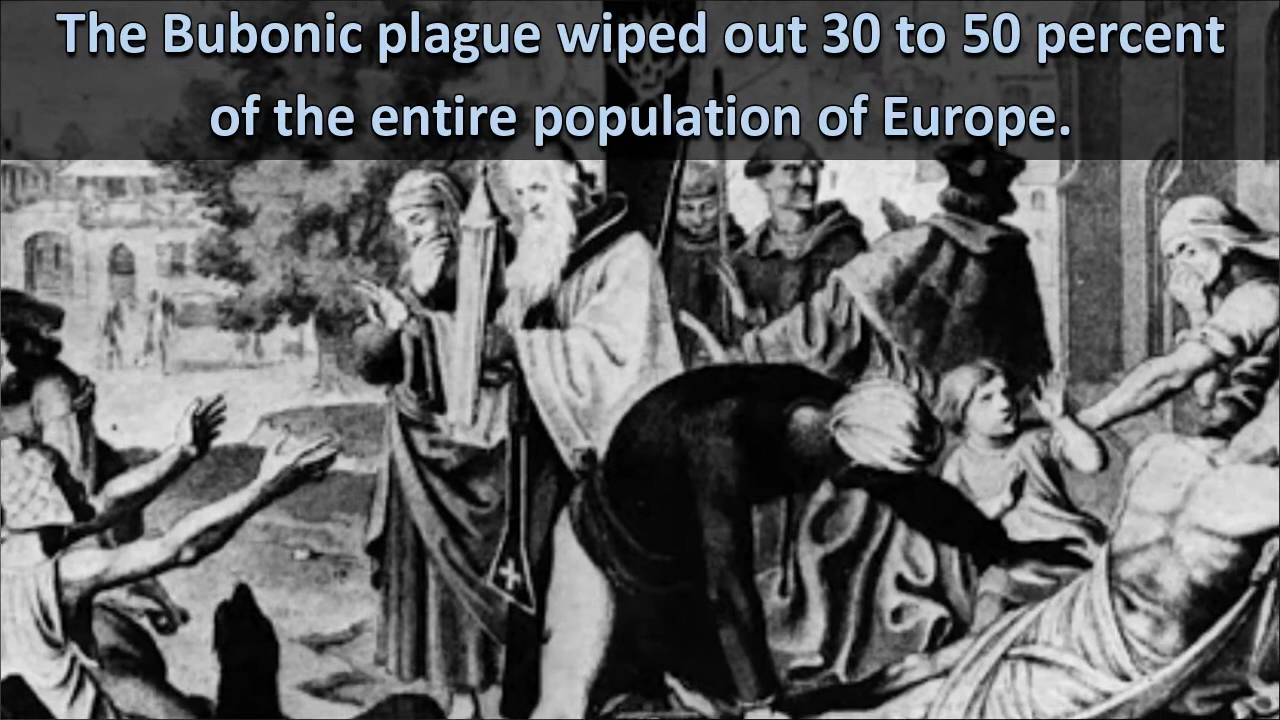 The Bubonic plague wiped out 30 to 50 percent
of the entire population of Europe.